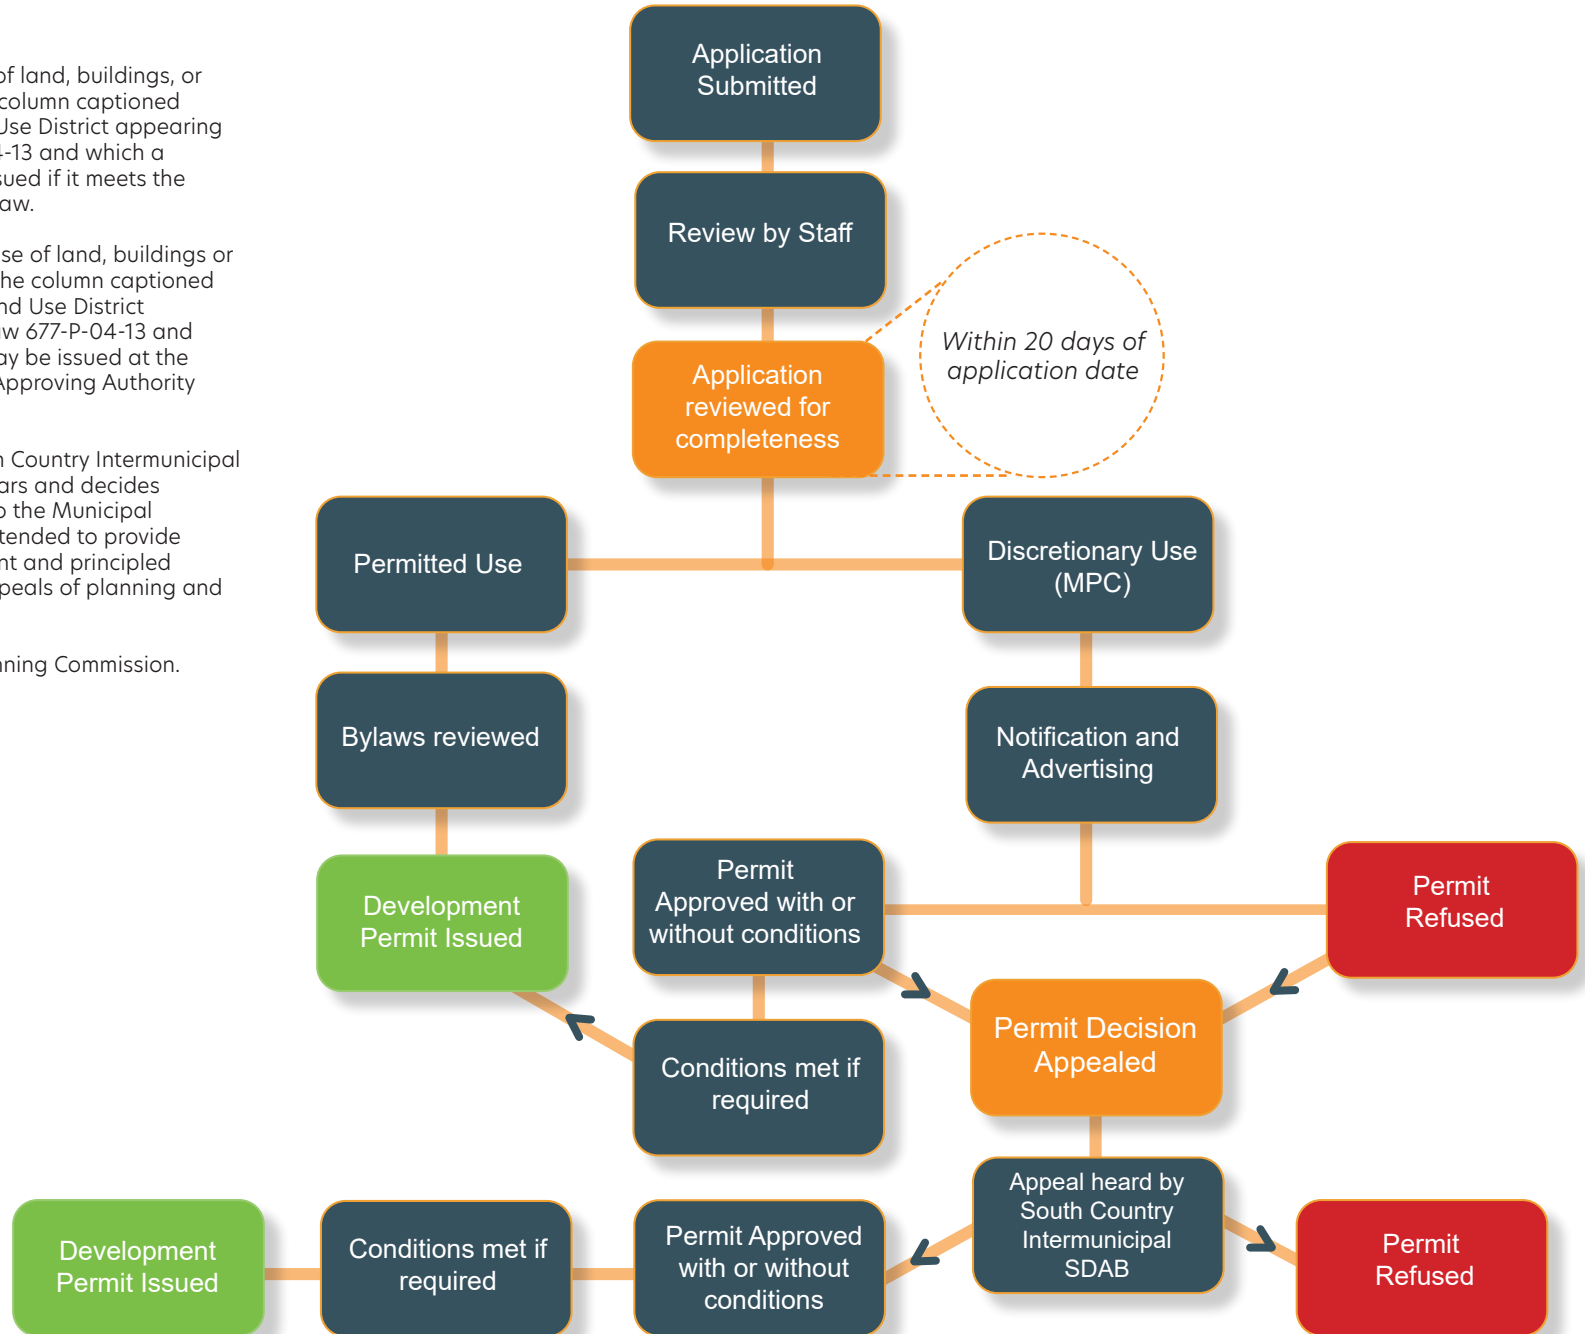 of land, buildings, or
column captioned
Use District appearing
4-13 and which a
sued if it meets the
aw.
se of land, buildings or
he column captioned
nd Use District
aw 677-P-04-13 and
ay be issued at the
Approving Authority
h Country Intermunicipal
ars and decides
o the Municipal
tended to provide
nt and principled
peals of planning and
nning Commission.
Application
Submitted
Review by Staff
Application
reviewed for
completeness
Within 20 days of
application date
Permitted Use
Discretionary Use
(MPC)
Bylaws reviewed
Notification and
Advertising
Development
Permit Issued
Permit
Approved with or
without conditions
Permit
Refused
Conditions met if
required
Permit Decision
Appealed
Appeal heard by
South Country
Intermunicipal
SDAB
Development
Permit Issued
Conditions met if
required
Permit Approved
with or without
conditions
Permit
Refused